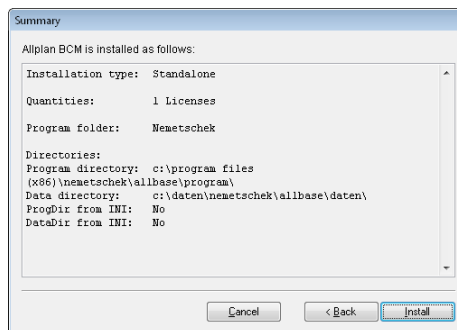 Summary
Allplan BCM is installed as follows:
Installation type: Standalone
Quantities: 1 Licenses
Program folder: Nemetschek
Directories:
Program directory: c:\program files
(x86)\nemetschek\allbase\program\
Data directory: c:\daten\nemetschek\allbase\daten\
ProgDir from INI: No
DataDir from INI: No
Cancel
< Back
Install